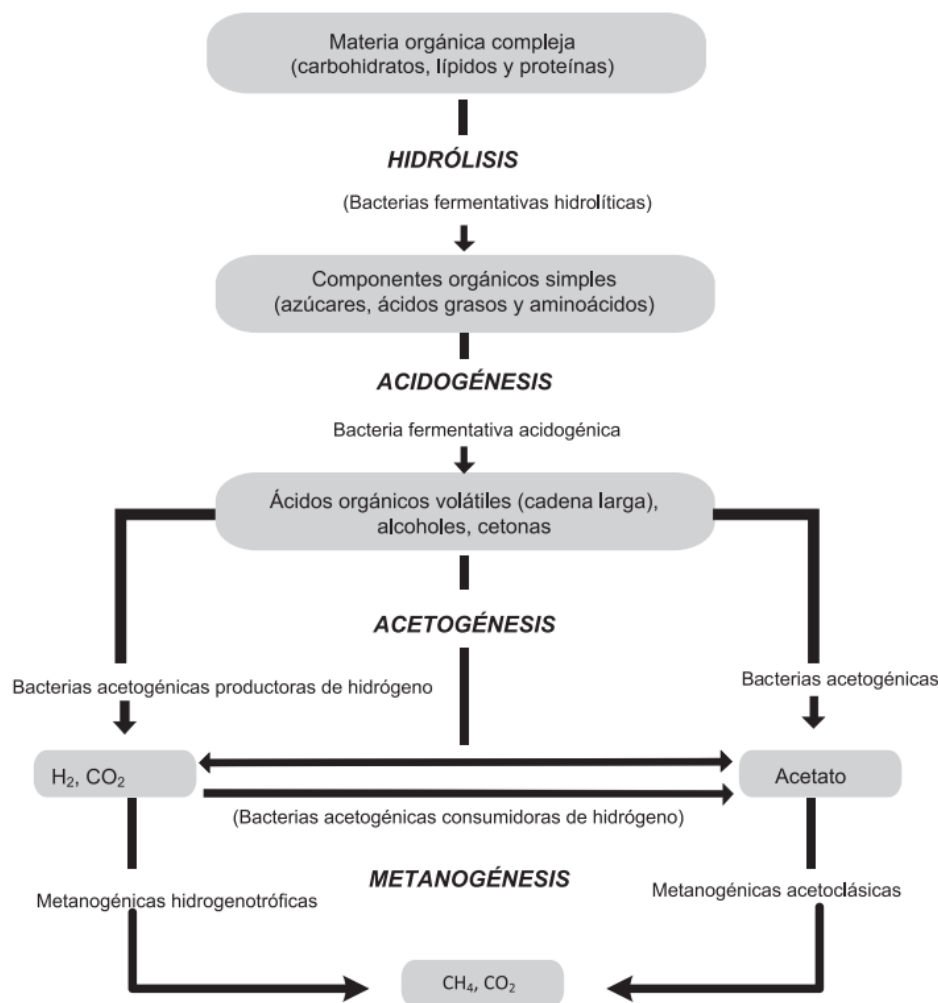 Materia orgánica compleja
(carbohidratos, lípidos y proteínas)
HIDRÓLISIS
(Bacterias fermentativas hidrolíticas)
Componentes orgánicos simples
(azúcares, ácidos grasos y aminoácidos)
ACIDOGÉNESIS
Bacteria fermentativa acidogénica
Ácidos orgánicos volátiles (cadena larga),
alcoholes, cetonas
ACETOGÉNESIS
Bacterias acetogénicas productoras de hidrógeno
Bacterias acetogénicas
H₂, CO₂
Acetato
(Bacterias acetogénicas consumidoras de hidrógeno)
METANOGÉNESIS
Metanogénicas hidrogenotróficas
Metanogénicas acetoclásicas
CH₄, CO₂